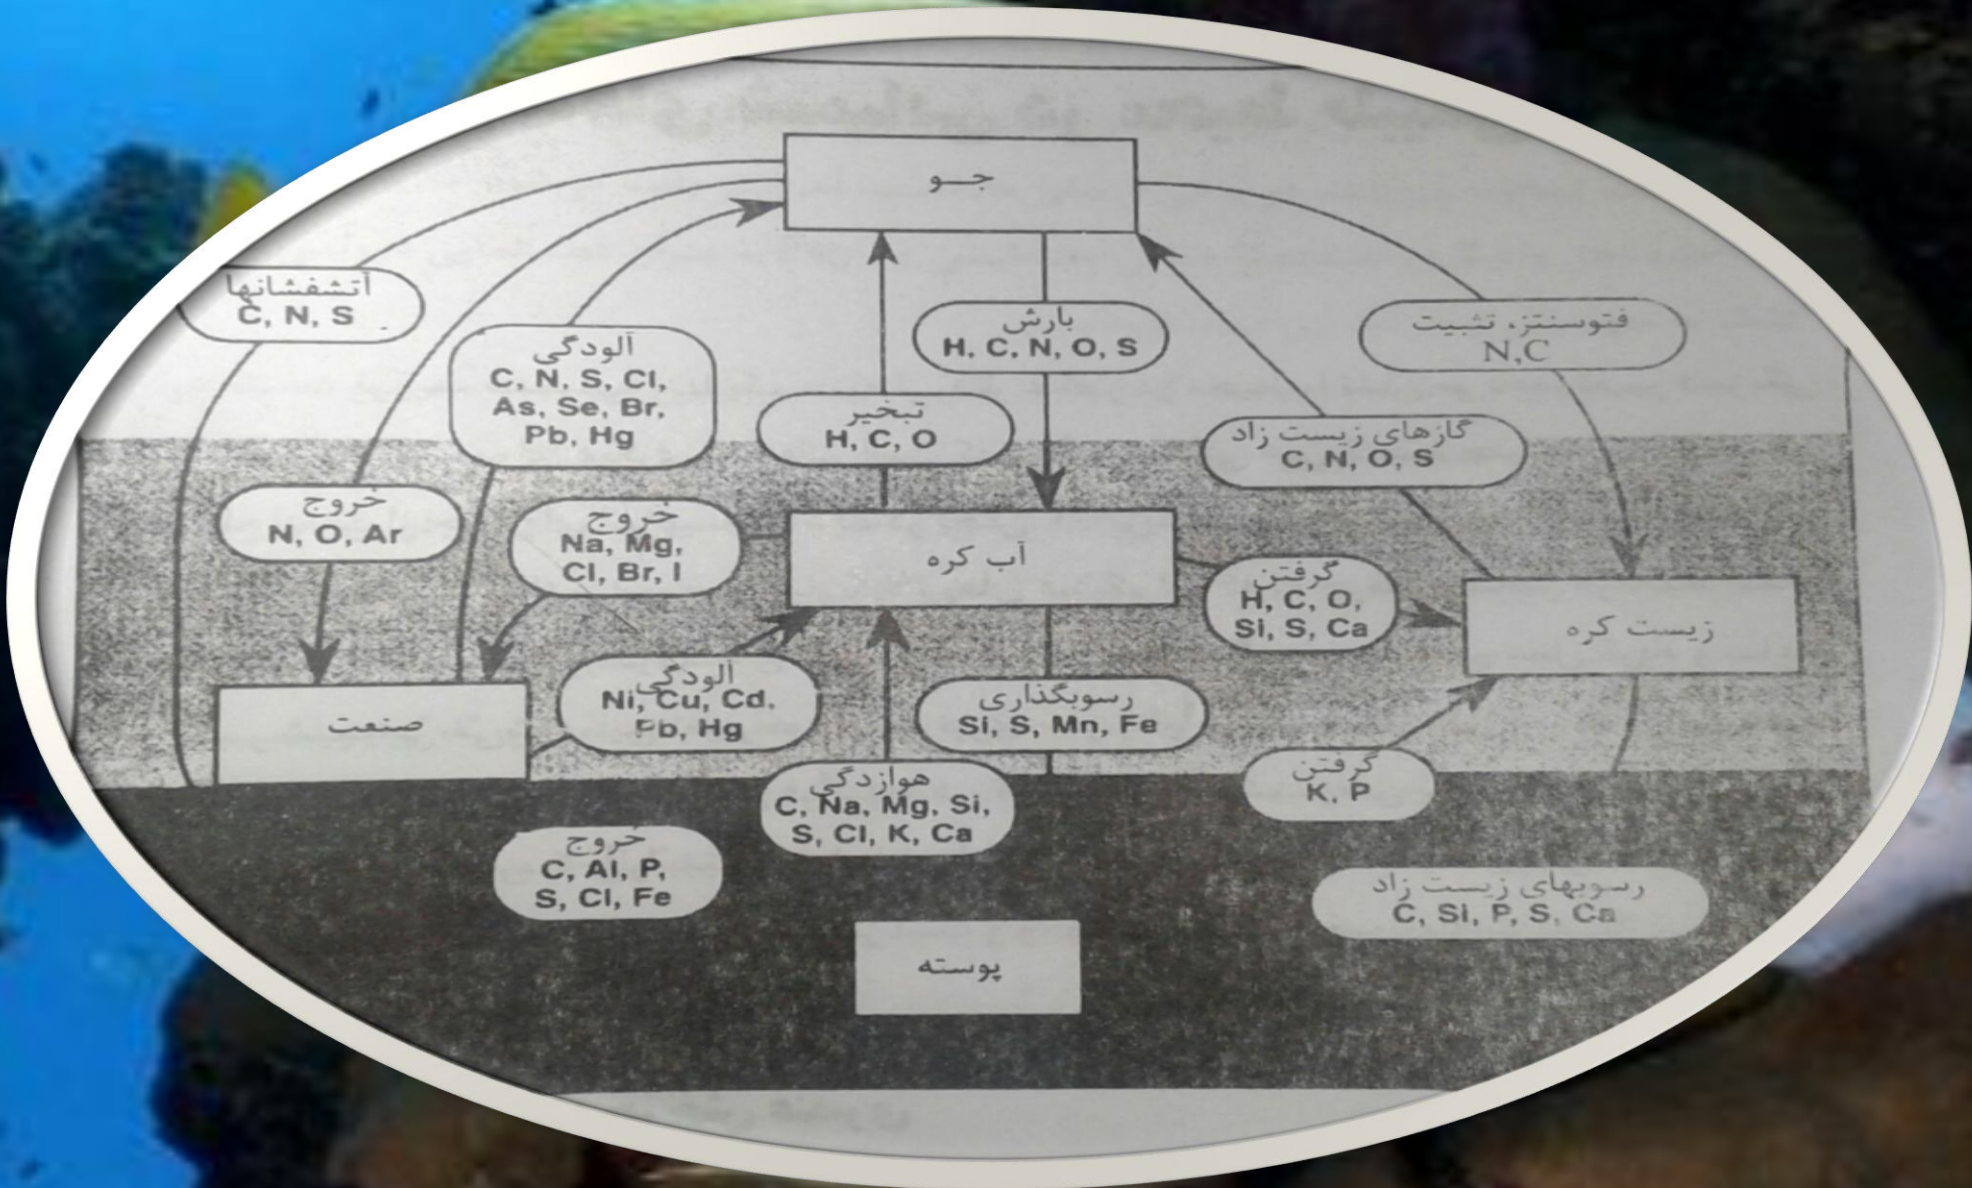 جــو
آتشفشانها
C, N, S
آلودگی
C, N, S, Cl,
As, Se, Br,
Pb, Hg
بارش
H, C, N, O, S
فتوسنتز، تثبیت
N,C
تبخیر
H, C, O
گازهای زیست زاد
C, N, O, S
خروج
N, O, Ar
خروج
Na, Mg,
Cl, Br, I
آب کره
گرفتن
H, C, O,
Si, S, Ca
زیست کره
صنعت
آلودگی
Ni, Cu, Cd,
Pb, Hg
رسوبگذاری
Si, S, Mn, Fe
هوازدگی
C, Na, Mg, Si,
S, Cl, K, Ca
گرفتن
K, P
خروج
C, Al, P,
S, Cl, Fe
رسوبهای زیست زاد
C, Si, P, S, Ca
پوسته